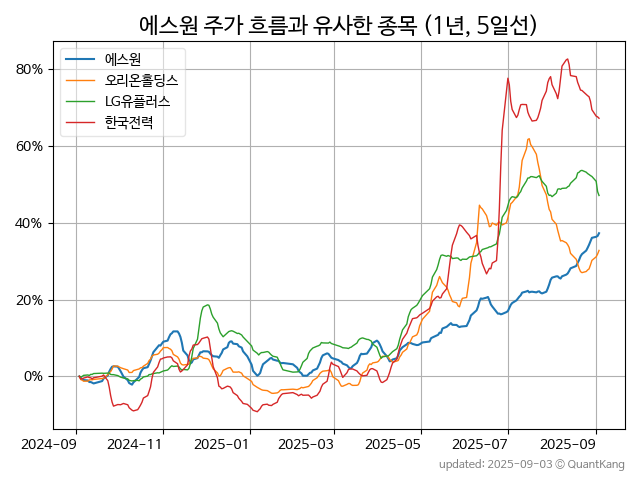 에스원 주가 흐름과 유사한 종목 (1년, 5일선)
에스원
오리온홀딩스
LG유플러스
한국전력
80%
60%
40%
20%
0%
2024-09 2024-11 2025-01 2025-03 2025-05 2025-07 2025-09
updated: 2025-09-03 © QuantKang